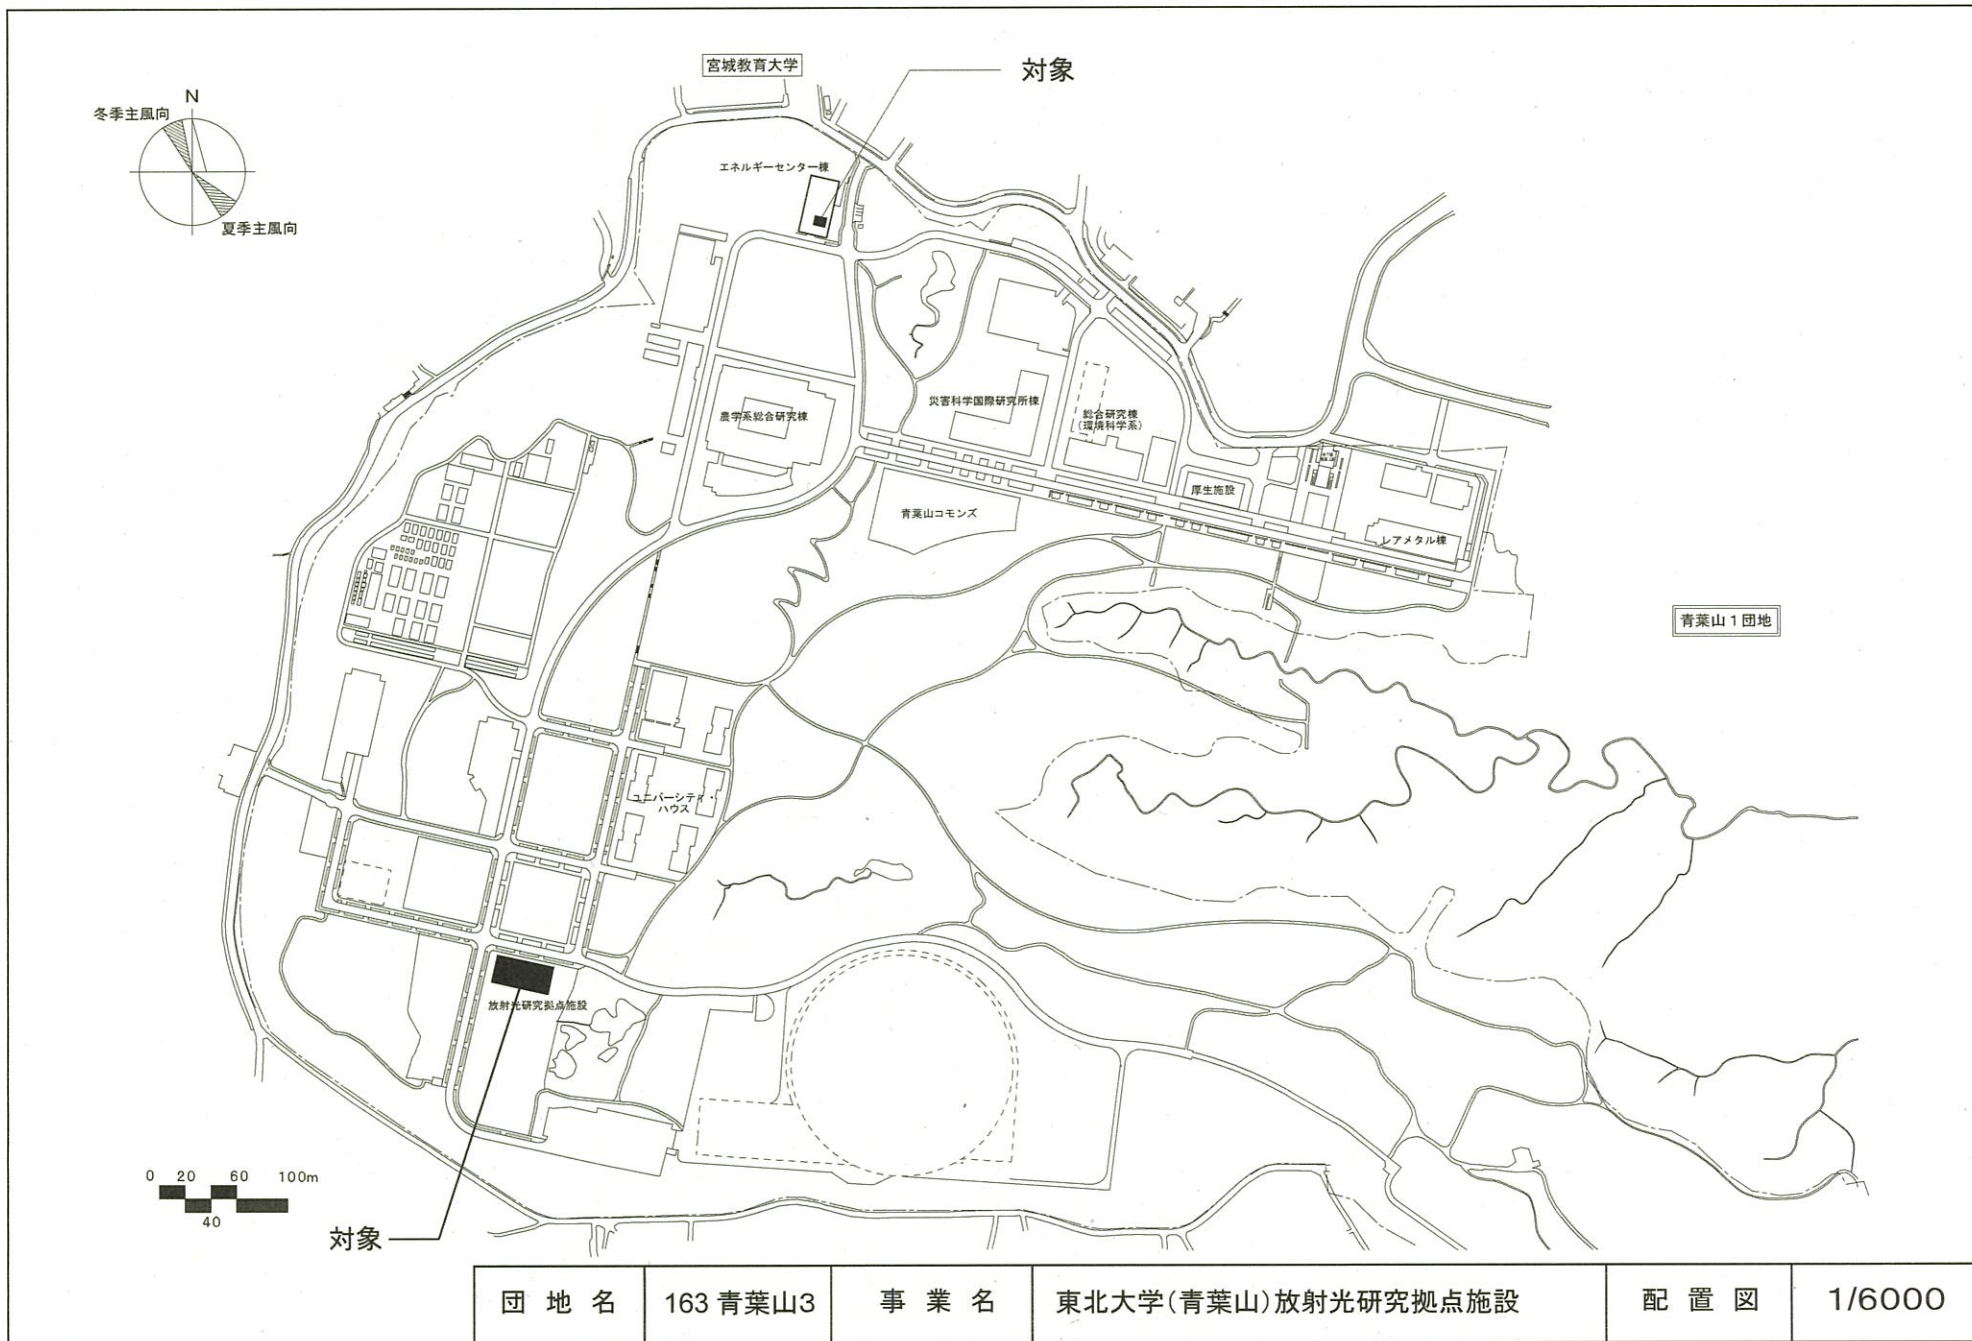 宮城教育大学
対象
N
冬季主風向
夏季主風向
エネルギーセンター棟
農学系総合研究棟
災害科学国際研究所棟
総合研究棟
(環境科学系)
厚生施設
青葉山コモンズ
レアメタル棟
青葉山1団地
ユニバーシティ・
ハウス
放射光研究拠点施設
0 20 60 100m
40
対象
団地名 163 青葉山3 事業名 東北大学(青葉山)放射光研究拠点施設 配置図 1/6000